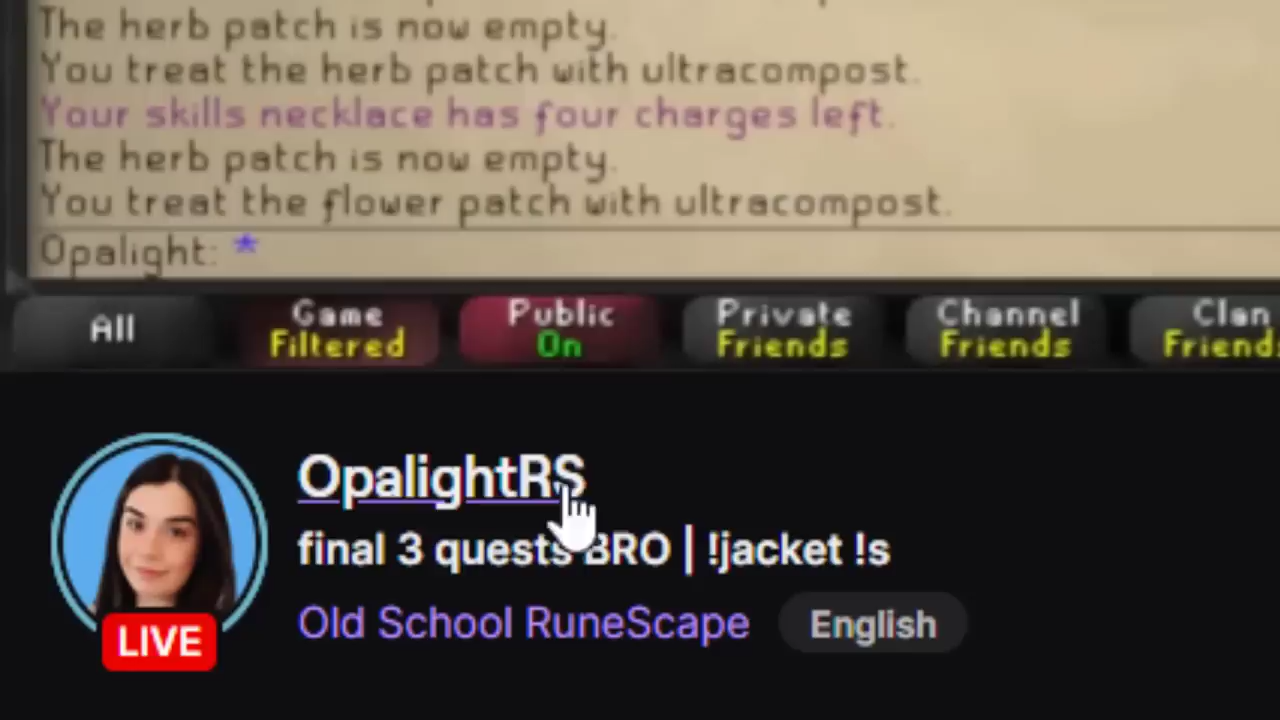 The herb patch is now empty.
You treat the herb patch with ultracompost.
Your skills necklace has four charges left.
The herb patch is now empty.
You treat the flower patch with ultracompost.
Opalight: *
All
Game
Filtered
Public
On
Private
Friends
Channel
Friends
Clan
Friends
OpalightRS
final 3 quests BRO | !jacket !s
LIVE
Old School RuneScape
English